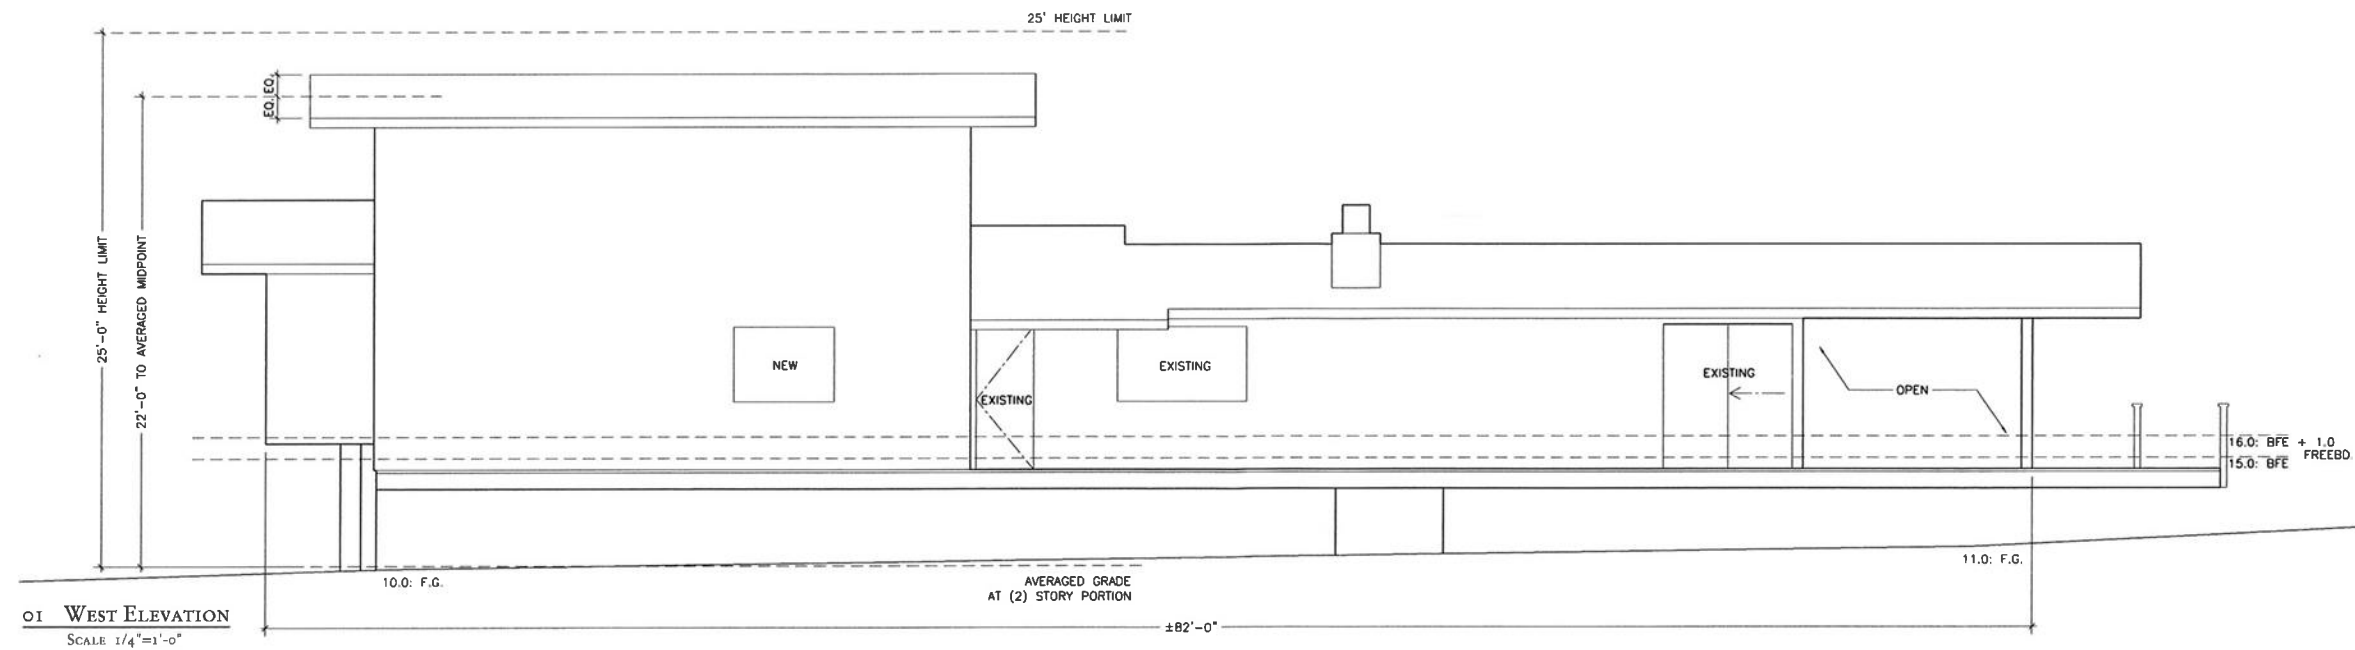 25' HEIGHT LIMIT
EQ. EQ.
25'-0" HEIGHT LIMIT
22'-0" TO AVERAGED MIDPOINT
NEW
EXISTING
EXISTING
EXISTING
OPEN
16.0: BFE + 1.0
FREEBD.
15.0: BFE
10.0: F.G.
11.0: F.G.
AVERAGED GRADE
AT (2) STORY PORTION
±82'-0"
01 WEST ELEVATION
SCALE 1/4"=1'-0"